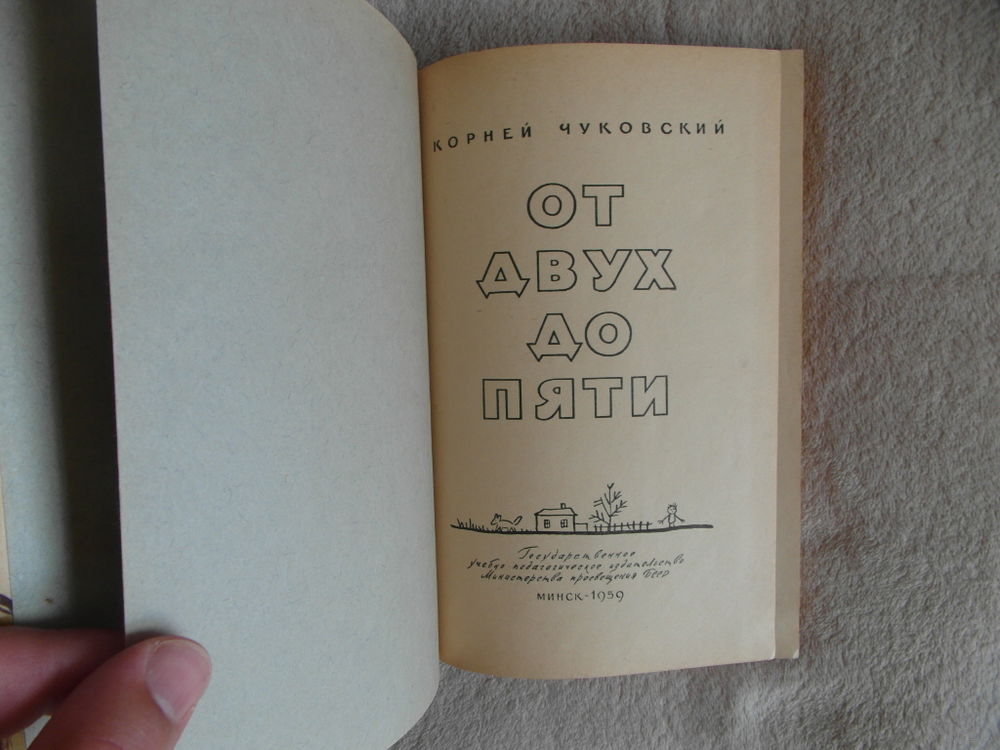 КОРНЕЙ ЧУКОВСКИЙ
ОТ
ДВУХ
ДО
ПЯТИ
Государственное
учебно педагогическое издательство
Министерства просвещения БССР
МИНСК-1959